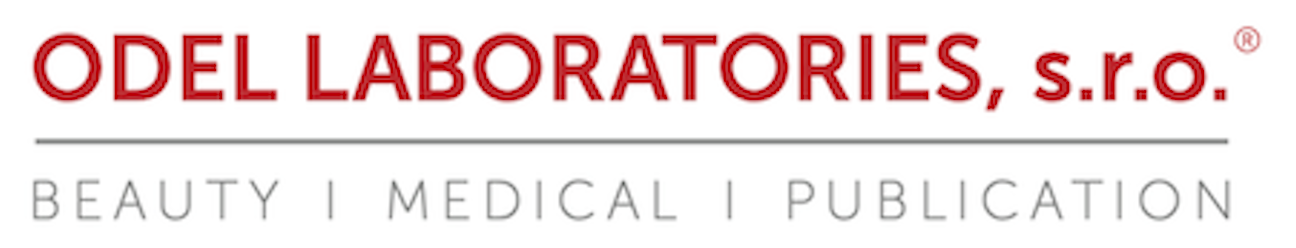 ODEL LABORATORIES, s.r.o.®
BEAUTY | MEDICAL | PUBLICATION